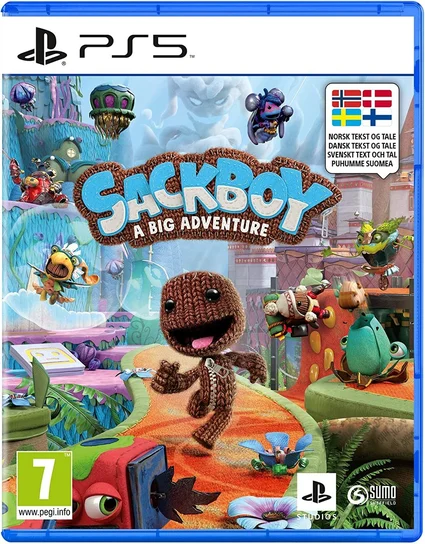 PS5
NORSK TEKST OG TALE
DANSK TEKST OG TALE
SVENSKT TEXT OCH TAL
PUHUMME SUOMEA
SACKBOY
A BIG ADVENTURE
7
www.pegi.info
STUDIOS
SUMO